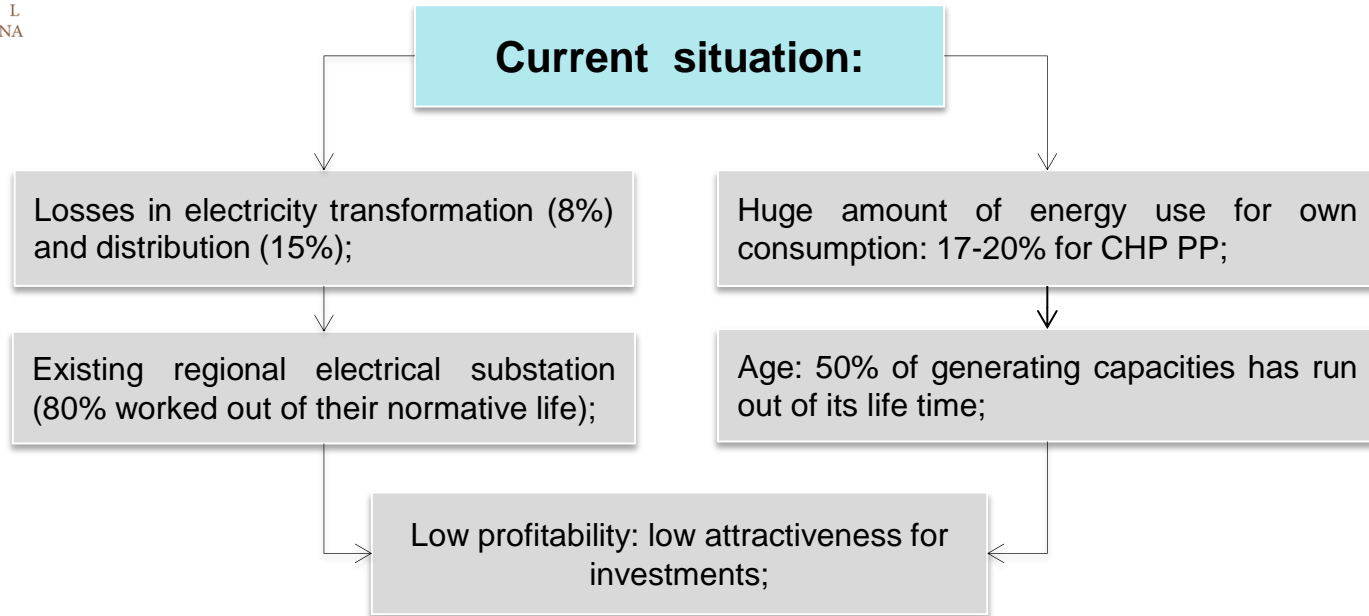 L
NA
Current situation:
Losses in electricity transformation (8%)
and distribution (15%);
Huge amount of energy use for own
consumption: 17-20% for CHP PP;
Existing regional electrical substation
(80% worked out of their normative life);
Age: 50% of generating capacities has run
out of its life time;
Low profitability: low attractiveness for
investments;